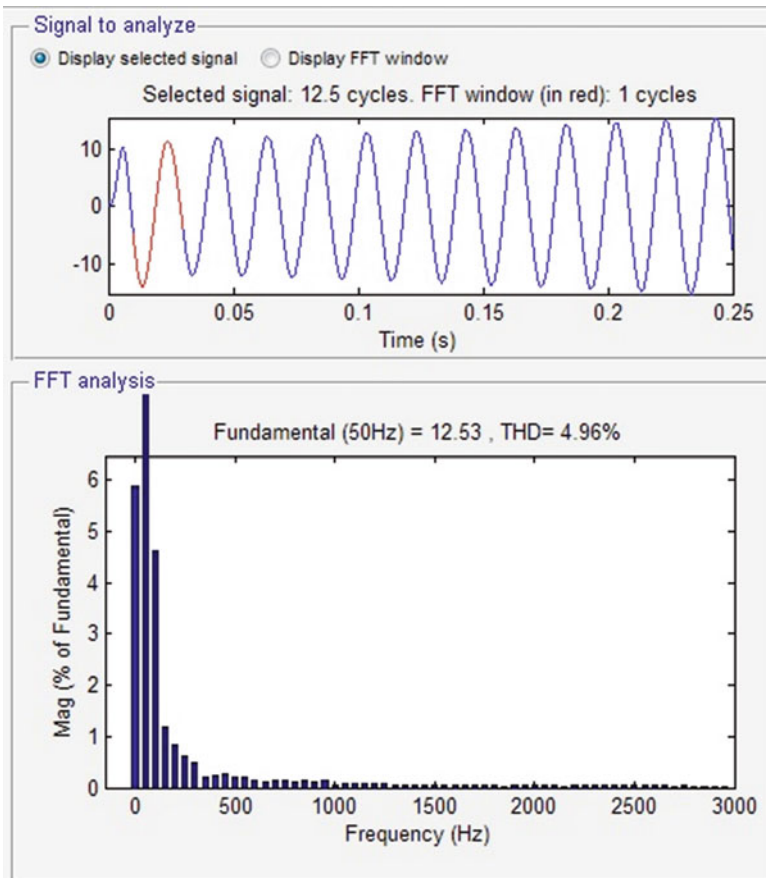 Signal to analyze
Display selected signal Display FFT window
Selected signal: 12.5 cycles. FFT window (in red): 1 cycles
10
0
-10
0 0.05 0.1 0.15 0.2 0.25
Time (s)
FFT analysis
Fundamental (50Hz) = 12.53 , THD= 4.96%
Mag (% of Fundamental)
6
5
4
3
2
1
0
0 500 1000 1500 2000 2500 3000
Frequency (Hz)